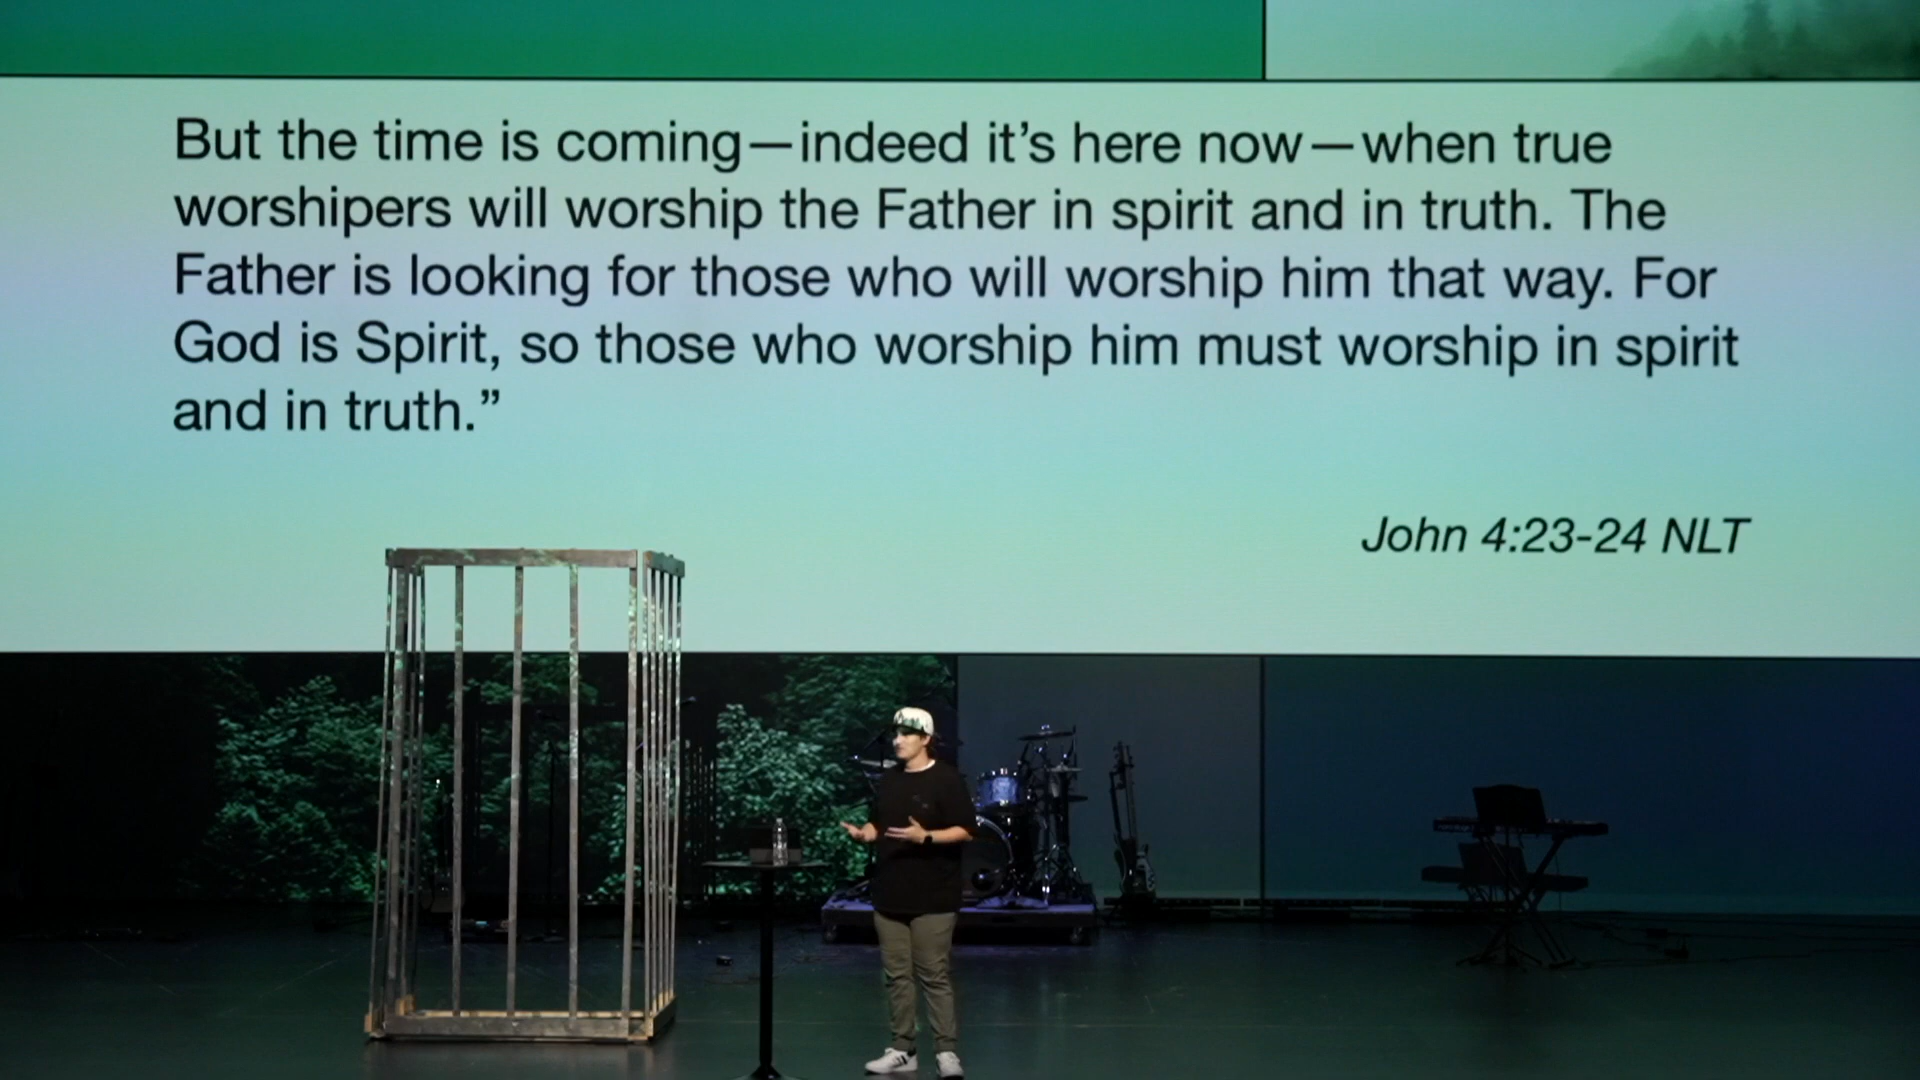 But the time is coming—indeed it’s here now—when true
worshipers will worship the Father in spirit and in truth. The
Father is looking for those who will worship him that way. For
God is Spirit, so those who worship him must worship in spirit
and in truth.”
John 4:23-24 NLT